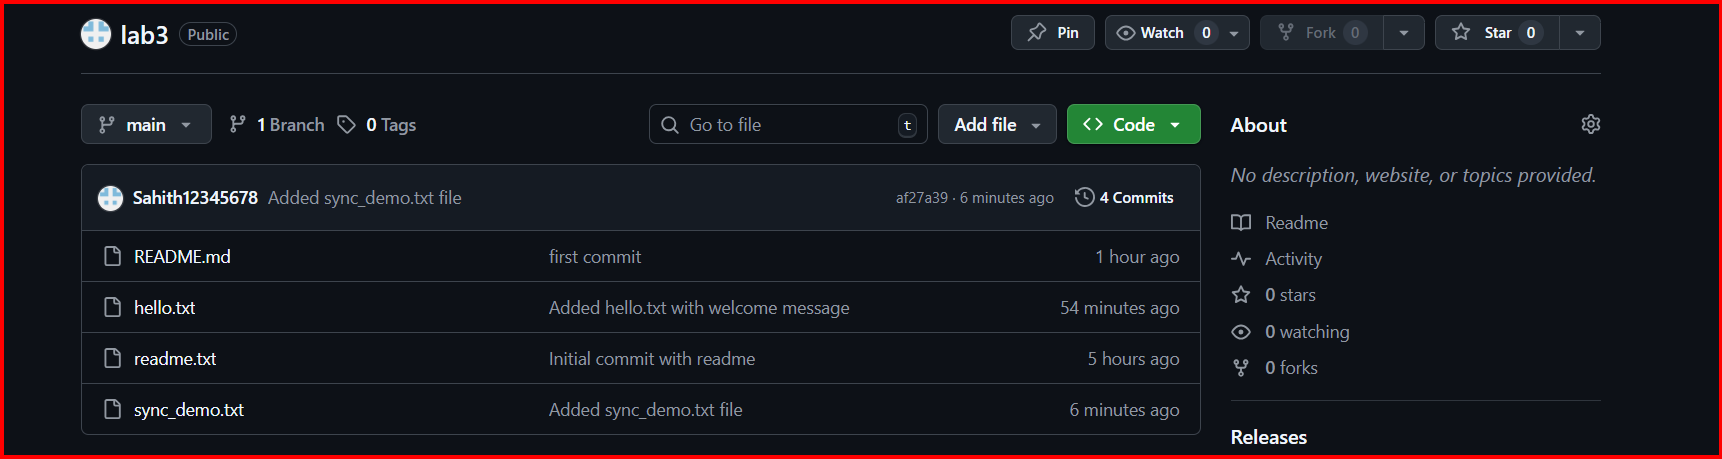 lab3 Public Pin Watch 0 Fork 0 Star 0
main 1 Branch 0 Tags Go to file t Add file Code
About
No description, website, or topics provided.
Sahith12345678 Added sync_demo.txt file af27a39 · 6 minutes ago 4 Commits
README.md first commit 1 hour ago
hello.txt Added hello.txt with welcome message 54 minutes ago
readme.txt Initial commit with readme 5 hours ago
sync_demo.txt Added sync_demo.txt file 6 minutes ago
Readme
Activity
0 stars
0 watching
0 forks
Releases